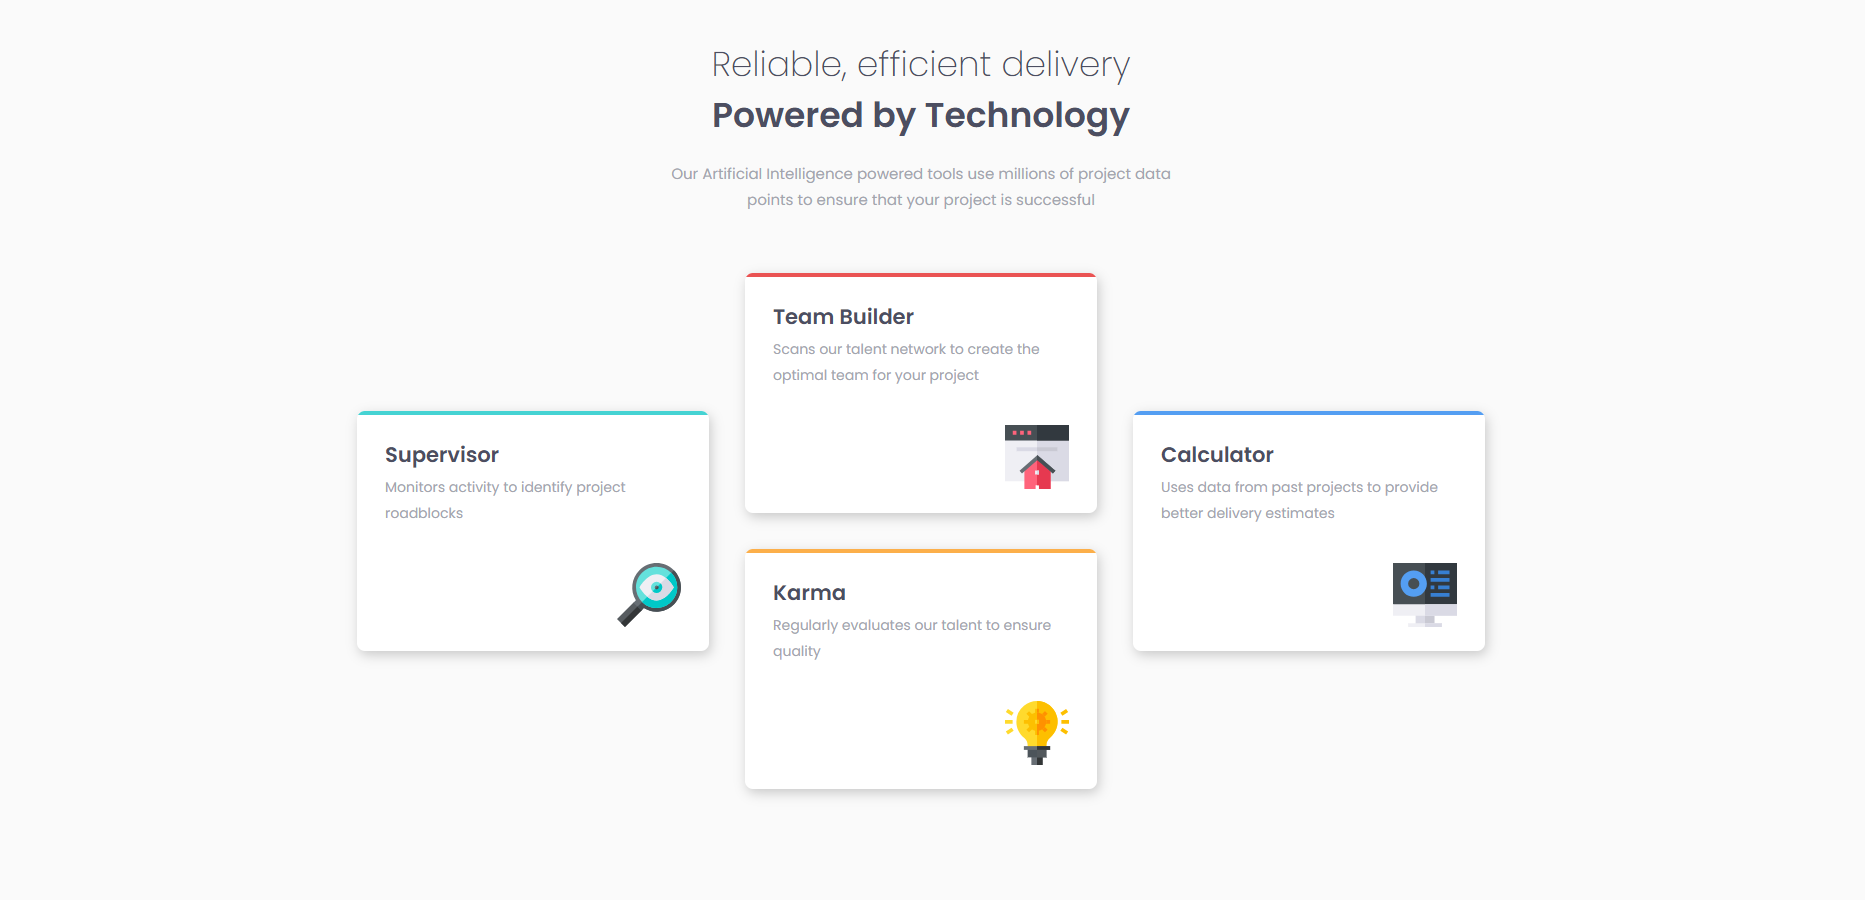 Reliable, efficient delivery
Powered by Technology
Our Artificial Intelligence powered tools use millions of project data
points to ensure that your project is successful
Supervisor
Monitors activity to identify project
roadblocks
Team Builder
Scans our talent network to create the
optimal team for your project
Karma
Regularly evaluates our talent to ensure
quality
Calculator
Uses data from past projects to provide
better delivery estimates